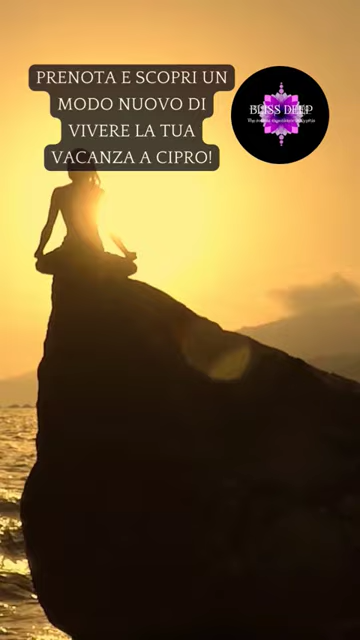 PRENOTA E SCOPRI UN
MODO NUOVO DI
VIVERE LA TUA
VACANZA A CIPRO!
BLISS DEEP